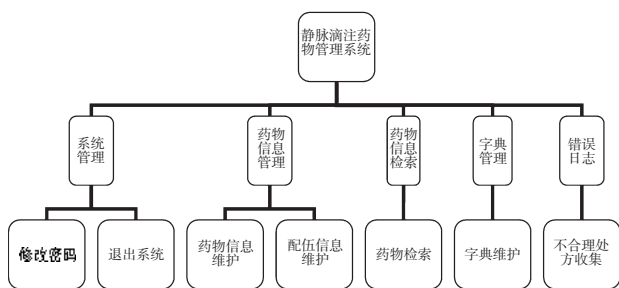 静脉滴注药
物管理系统
系统
管理
药物
信息
管理
药物
信息
检索
字典
管理
错误
日志
修改密码
退出系统
药物信息
维护
配伍信息
维护
药物检索
字典维护
不合理处
方收集